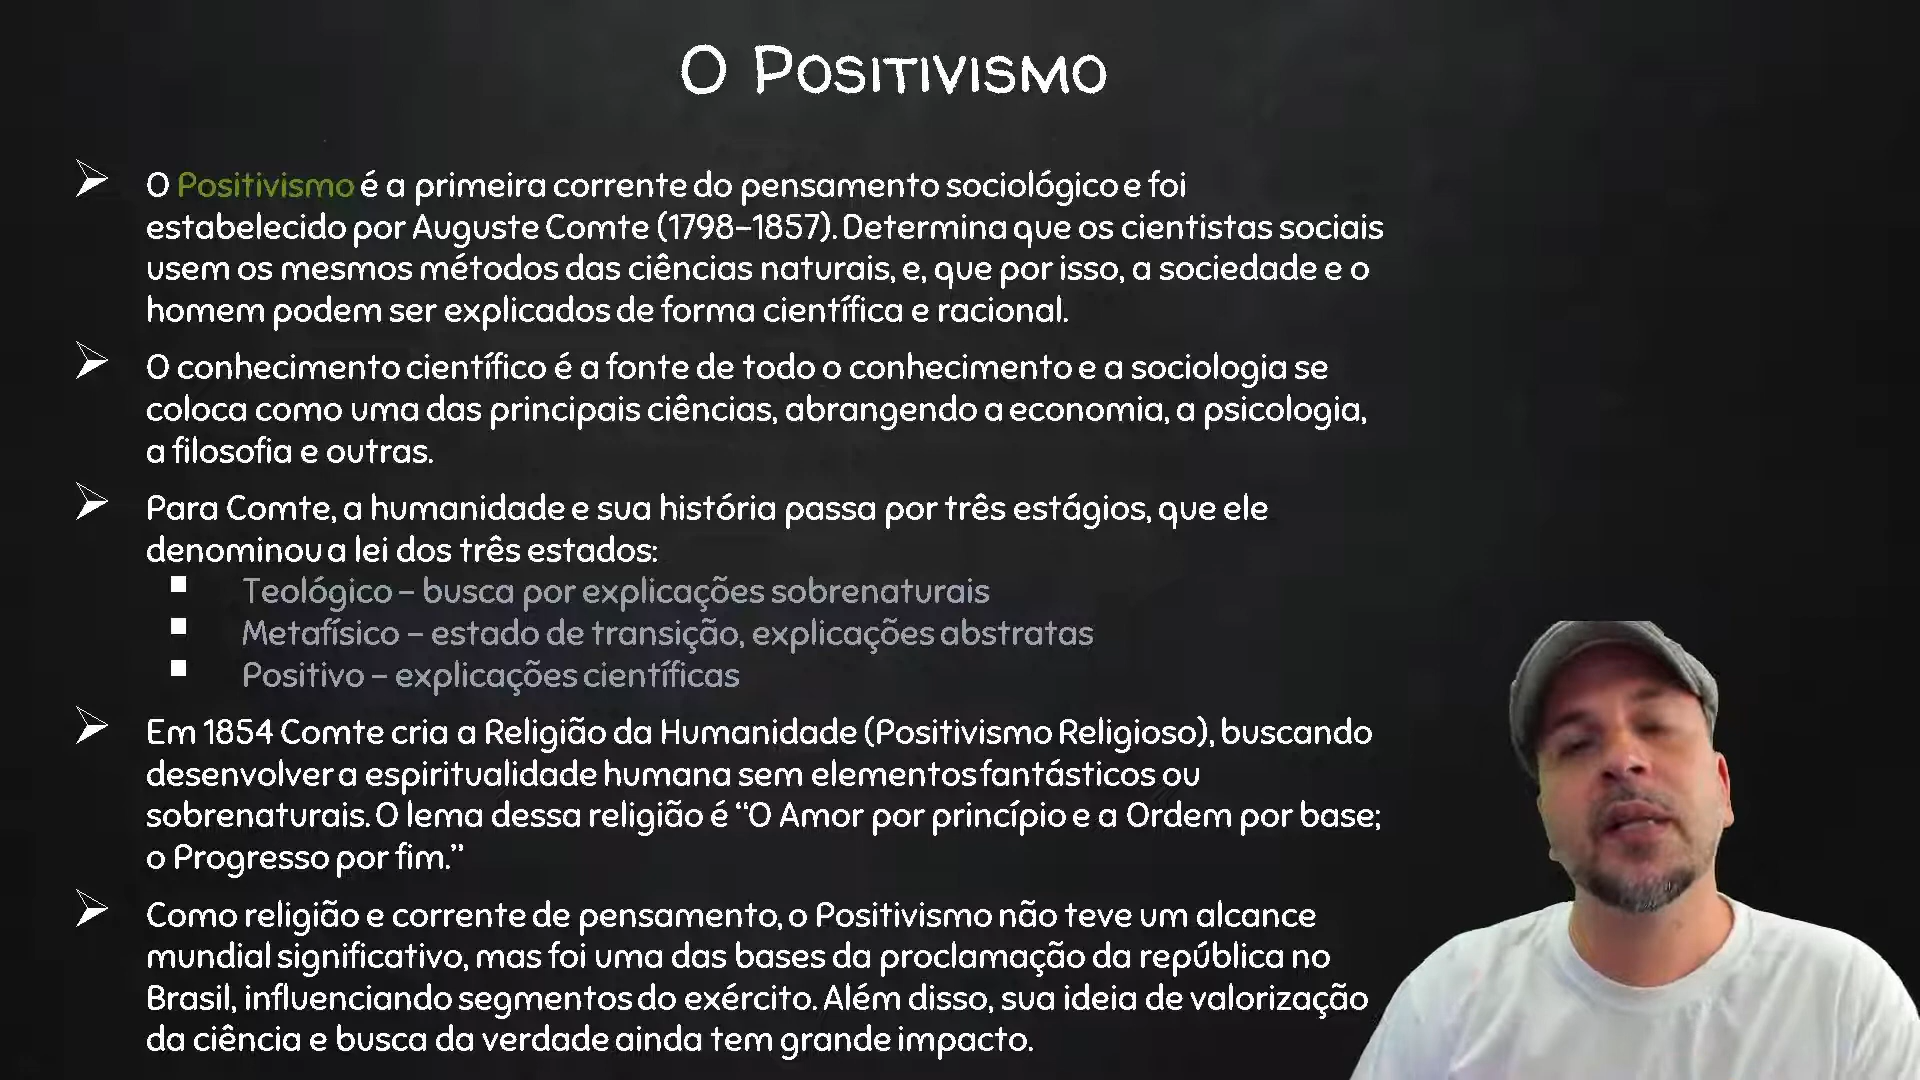 O Positivismo
O Positivismo é a primeira corrente do pensamento sociológico e foi
estabelecido por Auguste Comte (1798–1857). Determina que os cientistas sociais
usem os mesmos métodos das ciências naturais, e, que por isso, a sociedade e o
homem podem ser explicados de forma científica e racional.
O conhecimento científico é a fonte de todo o conhecimento e a sociologia se
coloca como uma das principais ciências, abrangendo a economia, a psicologia,
a filosofia e outras.
Para Comte, a humanidade e sua história passa por três estágios, que ele
denominou a lei dos três estados:
Teológico – busca por explicações sobrenaturais
Metafísico – estado de transição, explicações abstratas
Positivo – explicações científicas
Em 1854 Comte cria a Religião da Humanidade (Positivismo Religioso), buscando
desenvolver a espiritualidade humana sem elementos fantásticos ou
sobrenaturais. O lema dessa religião é “O Amor por princípio e a Ordem por base;
o Progresso por fim.”
Como religião e corrente de pensamento, o Positivismo não teve um alcance
mundial significativo, mas foi uma das bases da proclamação da república no
Brasil, influenciando segmentos do exército. Além disso, sua ideia de valorização
da ciência e busca da verdade ainda tem grande impacto.